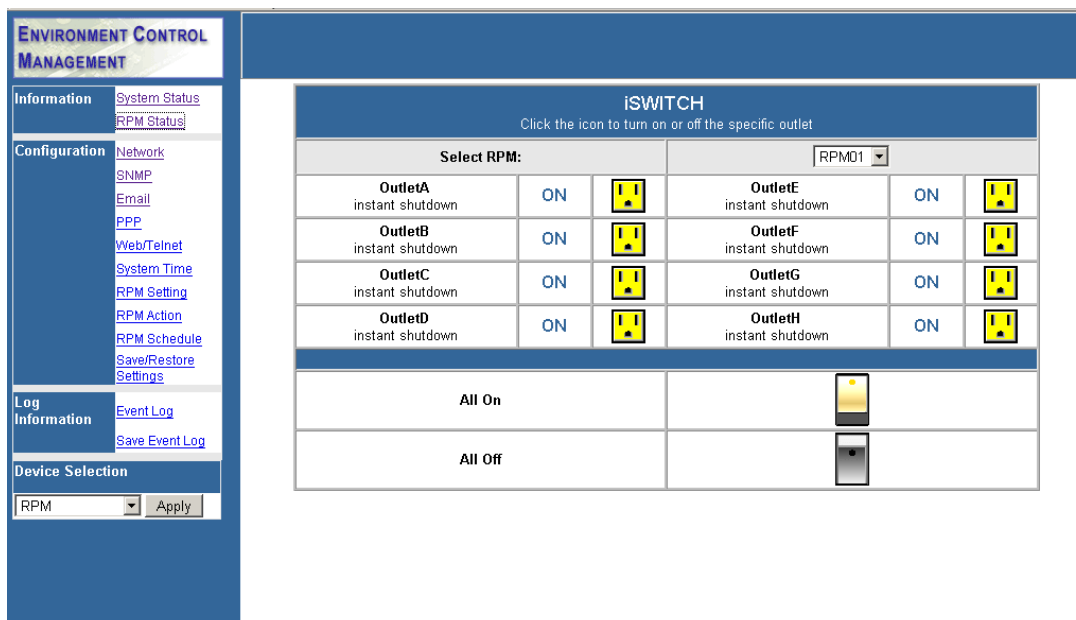 ENVIRONMENT CONTROL
MANAGEMENT
Information
System Status
RPM Status
Configuration
Network
SNMP
Email
PPP
Web/Telnet
System Time
RPM Setting
RPM Action
RPM Schedule
Save/Restore
Settings
Log
Information
Event Log
Save Event Log
Device Selection
RPM
Apply
iSWITCH
Click the icon to turn on or off the specific outlet
Select RPM:
RPM01
OutletA
instant shutdown
ON
OutletE
instant shutdown
ON
OutletB
instant shutdown
ON
OutletF
instant shutdown
ON
OutletC
instant shutdown
ON
OutletG
instant shutdown
ON
OutletD
instant shutdown
ON
OutletH
instant shutdown
ON
All On
All Off